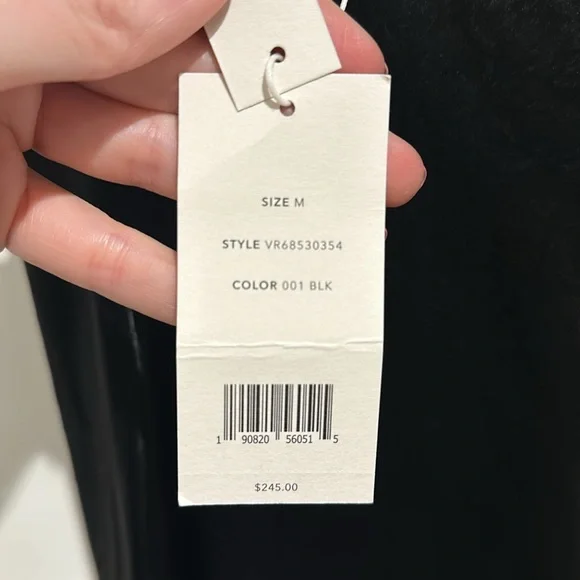 SIZE M
STYLE VR68530354
COLOR 001 BLK
1 90820 56051 5
$245.00